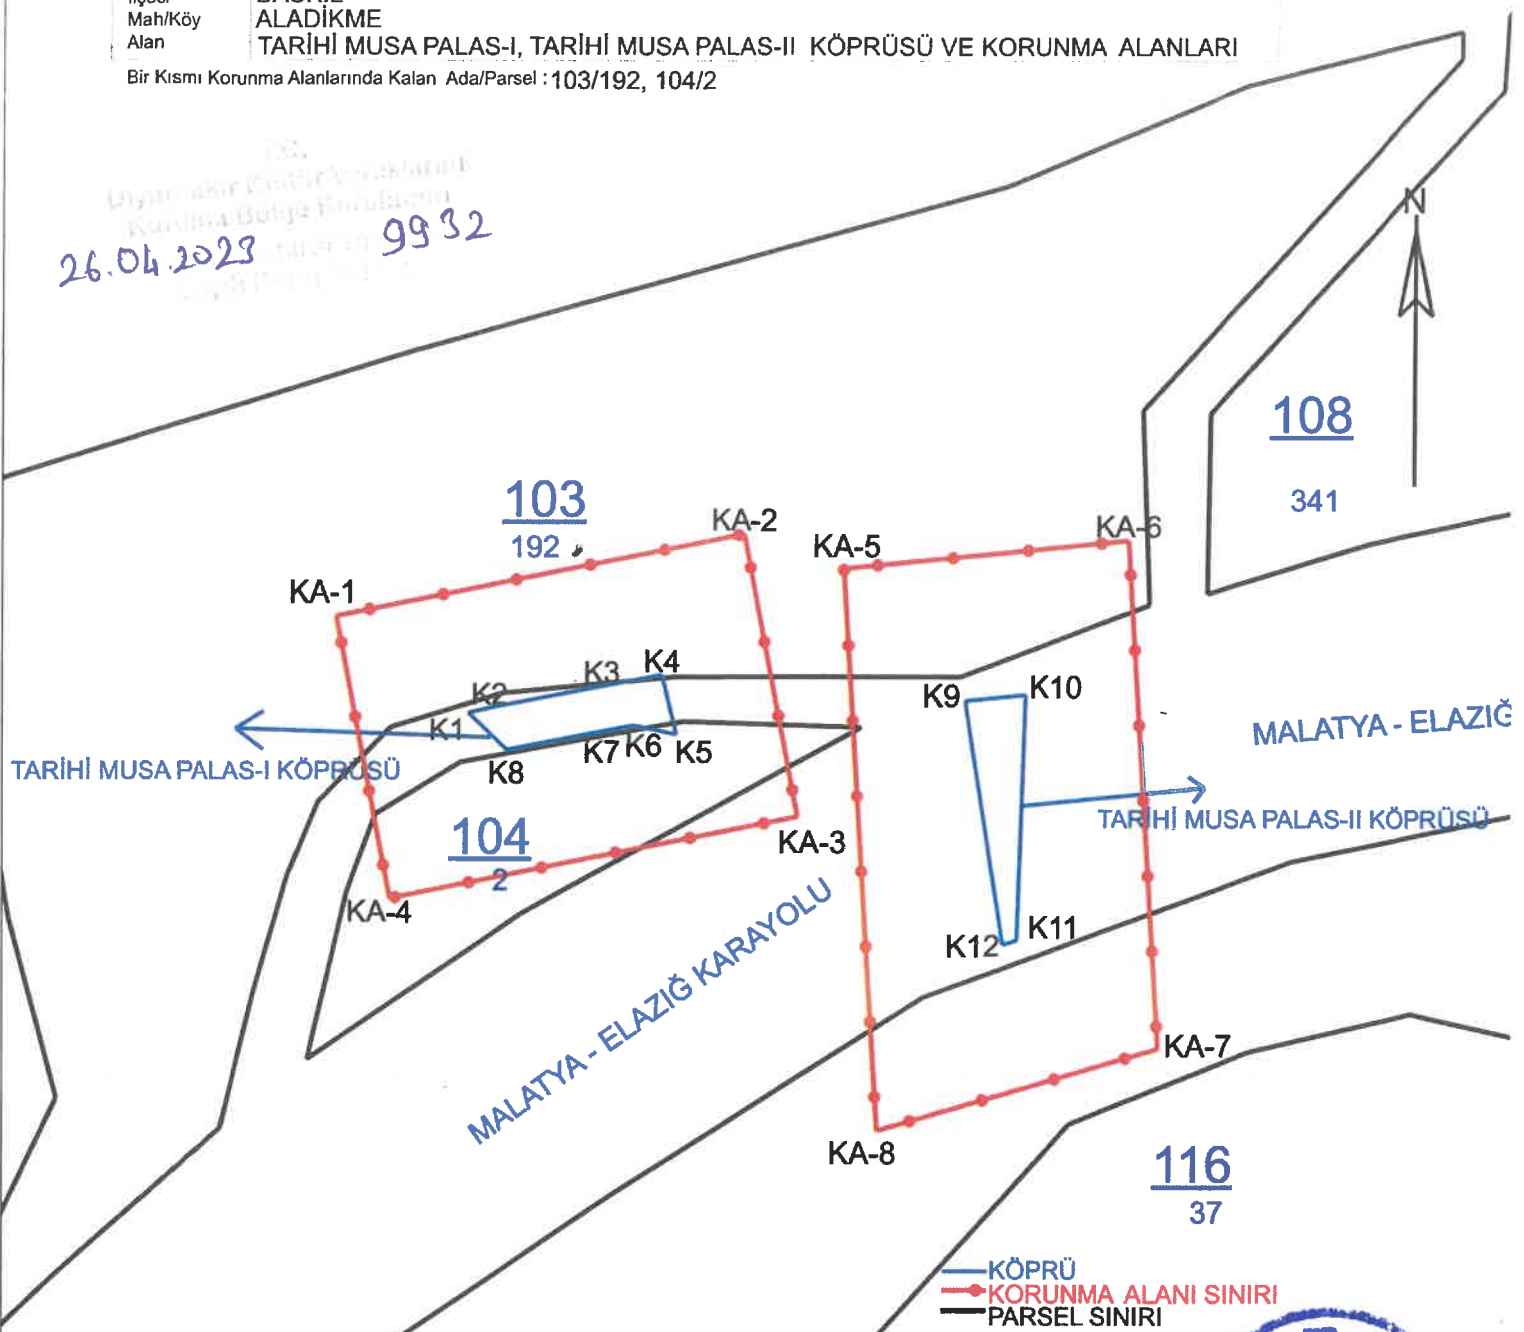 Mah/Köy ALADİKME
Alan TARİHİ MUSA PALAS-I, TARİHİ MUSA PALAS-II KÖPRÜSÜ VE KORUNMA ALANLARI
Bir Kısmı Korunma Alanlarında Kalan Ada/Parsel : 103/192, 104/2
26.04.2023 9932
N
108
341
103
192
KA-2
KA-6
KA-5
KA-1
K4
K3
K2
K1
K9
K10
K7
K6
K5
K8
MALATYA - ELAZIĞ
TARİHİ MUSA PALAS-I KÖPRÜSÜ
TARİHİ MUSA PALAS-II KÖPRÜSÜ
104
2
KA-3
KA-4
K12
K11
MALATYA - ELAZIĞ KARAYOLU
KA-7
KA-8
116
37
KÖPRÜ
KORUNMA ALANI SINIRI
PARSEL SINIRI